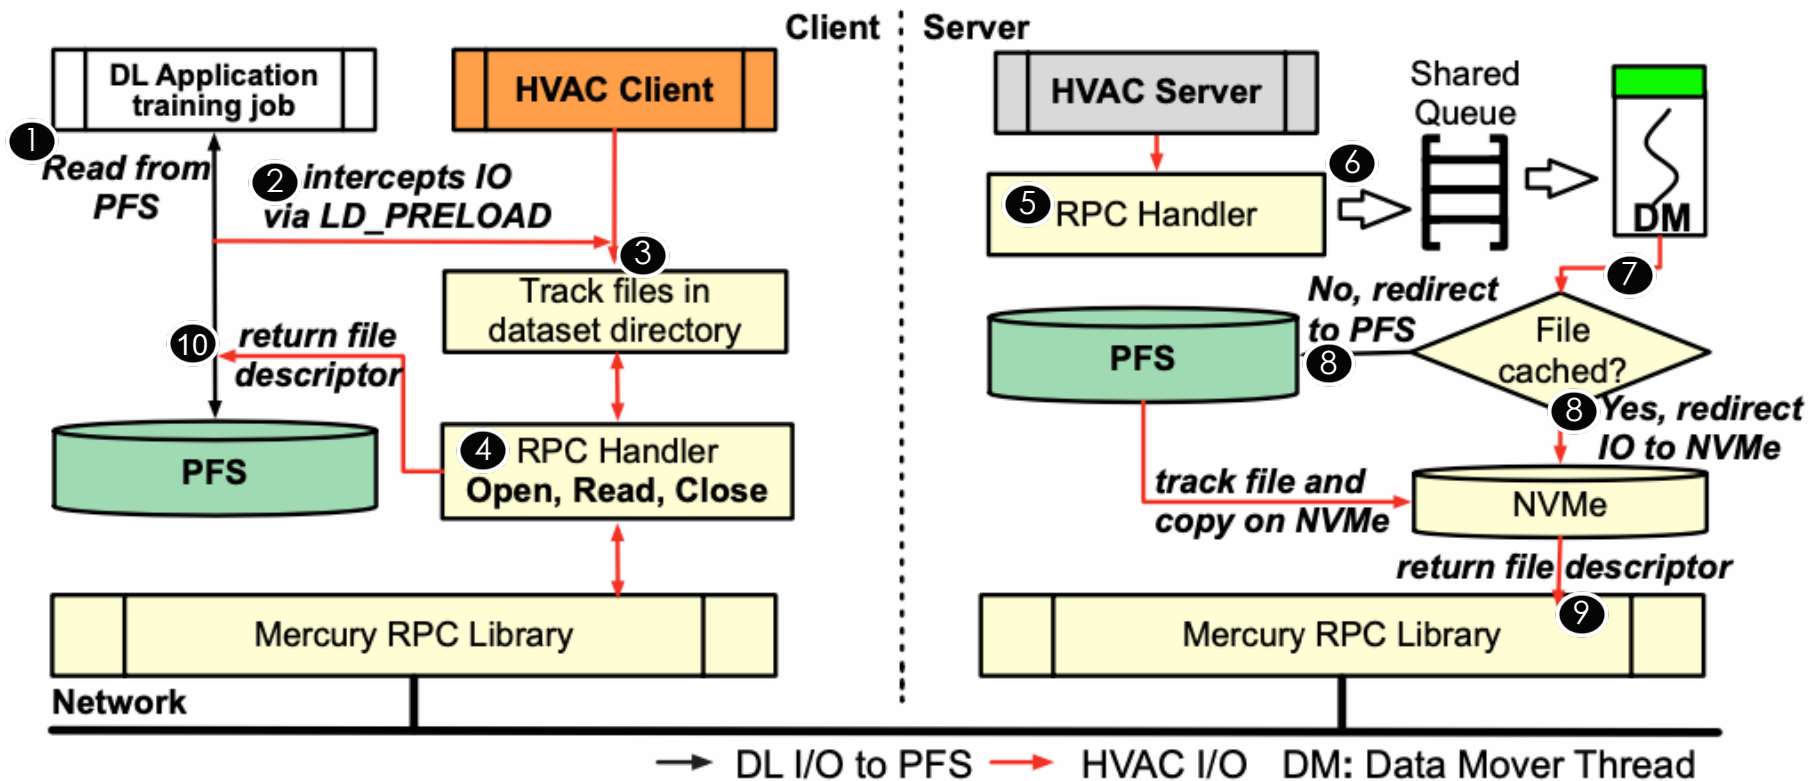 Client
Server
DL Application
training job
HVAC Client
HVAC Server
Shared
Queue
1
Read from
PFS
2 intercepts IO
via LD_PRELOAD
3
Track files in
dataset directory
10
return file
descriptor
4 RPC Handler
Open, Read, Close
PFS
Mercury RPC Library
5 RPC Handler
6
DM
7
No, redirect
to PFS
8
File
cached?
PFS
8 Yes, redirect
IO to NVMe
track file and
copy on NVMe
NVMe
return file descriptor
9
Mercury RPC Library
Network
DL I/O to PFS
HVAC I/O
DM: Data Mover Thread